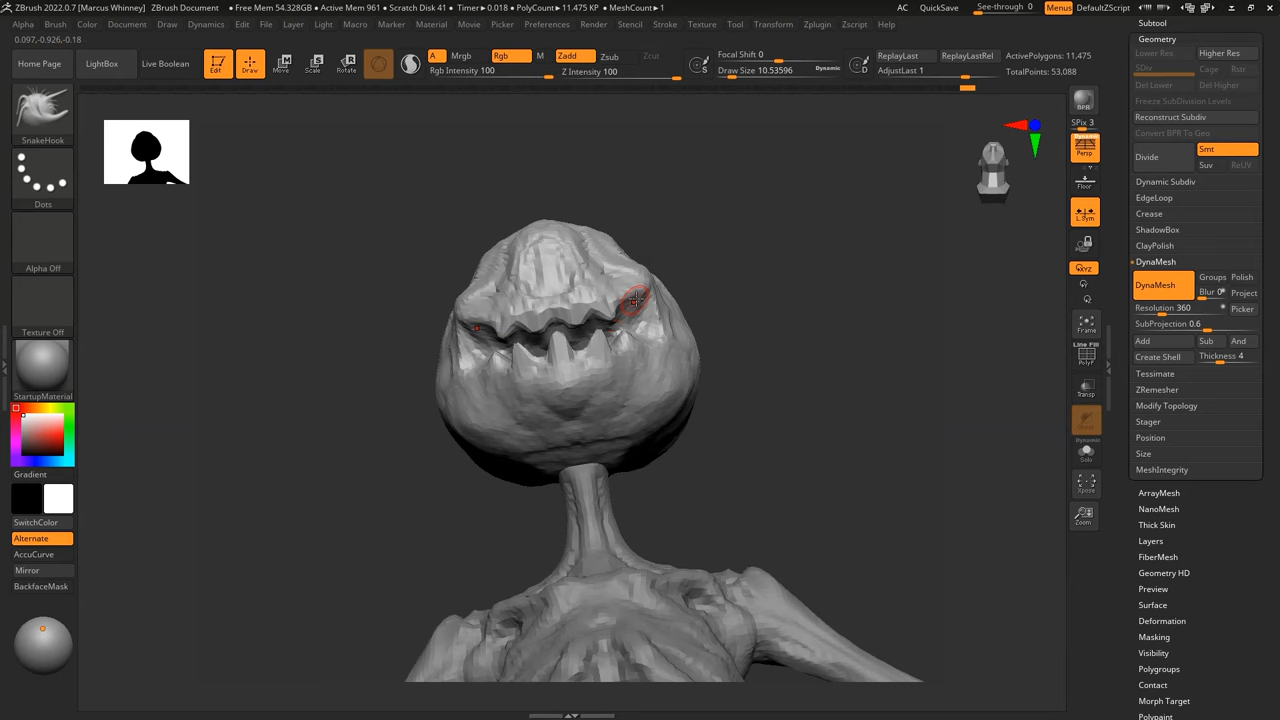 ZBrush 2022.0.7 [Marcus Whinney] ZBrush Document • Free Mem 54.328GB • Active Mem 961 • Scratch Disk 41 • Timer▶0.018 • PolyCount▶11.475 KP • MeshCount▶1
AC QuickSave See-through 0 Menus DefaultZScript
Alpha Brush Color Document Draw Dynamics Edit File Layer Light Macro Marker Material Movie Picker Preferences Render Stencil Stroke Texture Tool Transform Zplugin Zscript Help
0.097,-0.926,-0.18
Home Page LightBox Live Boolean Edit Draw Move Scale Rotate
A Mrgb Rgb M Zadd Zsub Zcut
Rgb Intensity 100 Z Intensity 100
S Focal Shift 0
Draw Size 10.53596 Dynamic
D ReplayLast ReplayLastRel
AdjustLast 1
ActivePolygons: 11,475
TotalPoints: 53,088
SnakeHook
Dots
Alpha Off
Texture Off
StartupMaterial
Gradient
SwitchColor
Alternate
AccuCurve
Mirror
BackfaceMask
BPR
SPix 3
Dynamic
Persp
Floor
L.Sym
XYZ
Frame
Line Fill
PolyF
Transp
Dynamic
Solo
Xpose
Zoom
Subtool
Geometry
Lower Res Higher Res
SDiv Cage Rstr
Del Lower Del Higher
Freeze SubDivision Levels
Reconstruct Subdiv
Convert BPR To Geo
Divide Smt
Suv ReUV
Dynamic Subdiv
EdgeLoop
Crease
ShadowBox
ClayPolish
DynaMesh
DynaMesh Groups Polish
Blur 0 Project
Resolution 360 Picker
SubProjection 0.6
Add Sub And
Create Shell Thickness 4
Tessimate
ZRemesher
Modify Topology
Stager
Position
Size
MeshIntegrity
ArrayMesh
NanoMesh
Thick Skin
Layers
FiberMesh
Geometry HD
Preview
Surface
Deformation
Masking
Visibility
Polygroups
Contact
Morph Target
Polypaint